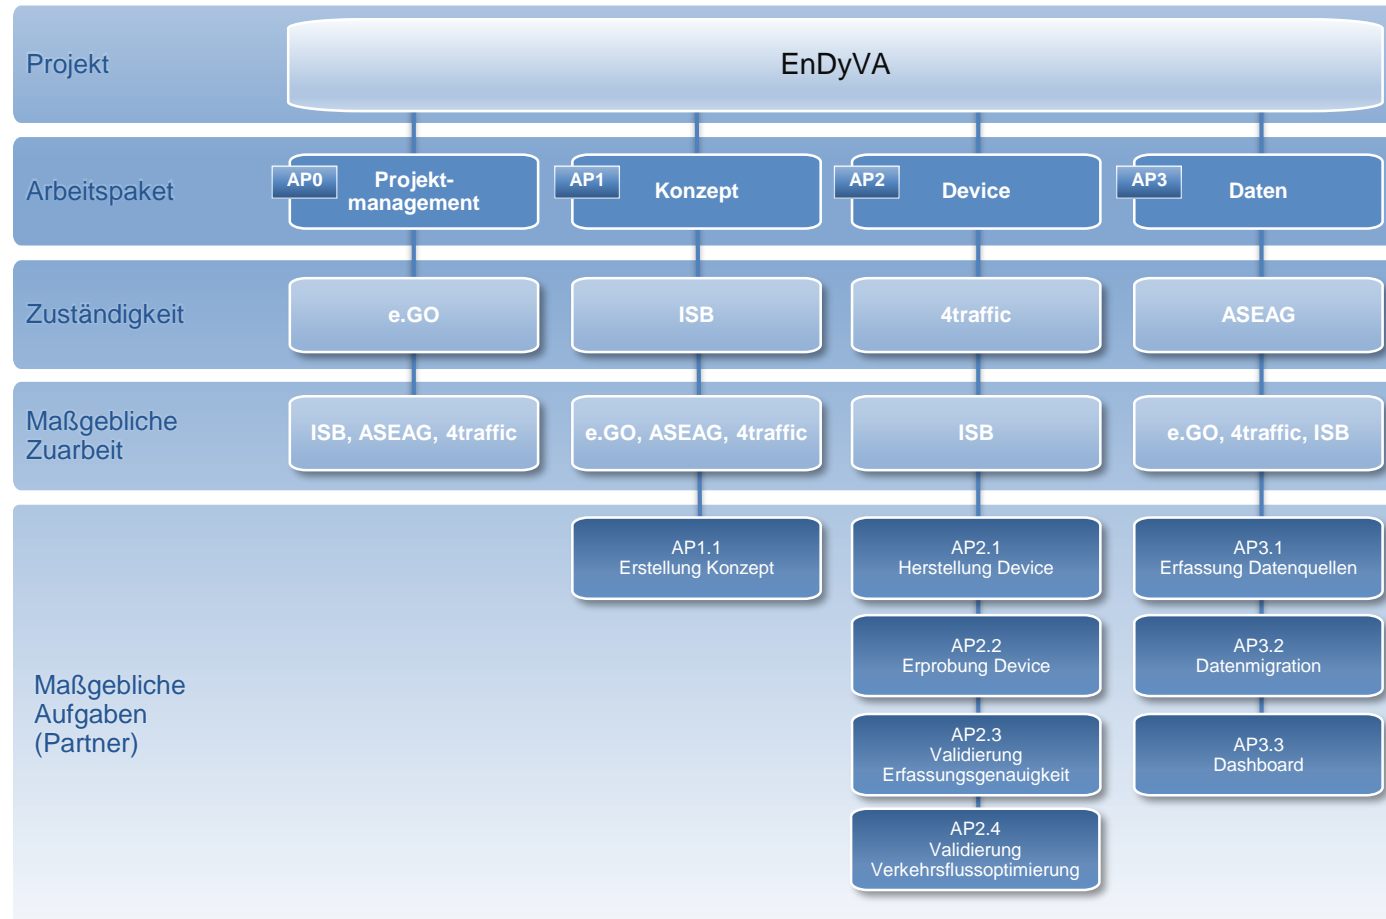 Projekt
EnDyVA
Arbeitspaket
AP0
Projekt-
management
AP1
Konzept
AP2
Device
AP3
Daten
Zuständigkeit
e.GO
ISB
4traffic
ASEAG
Maßgebliche
Zuarbeit
ISB, ASEAG, 4traffic
e.GO, ASEAG, 4traffic
ISB
e.GO, 4traffic, ISB
Maßgebliche
Aufgaben
(Partner)
AP1.1
Erstellung Konzept
AP2.1
Herstellung Device
AP2.2
Erprobung Device
AP2.3
Validierung
Erfassungsgenauigkeit
AP2.4
Validierung
Verkehrsflussoptimierung
AP3.1
Erfassung Datenquellen
AP3.2
Datenmigration
AP3.3
Dashboard